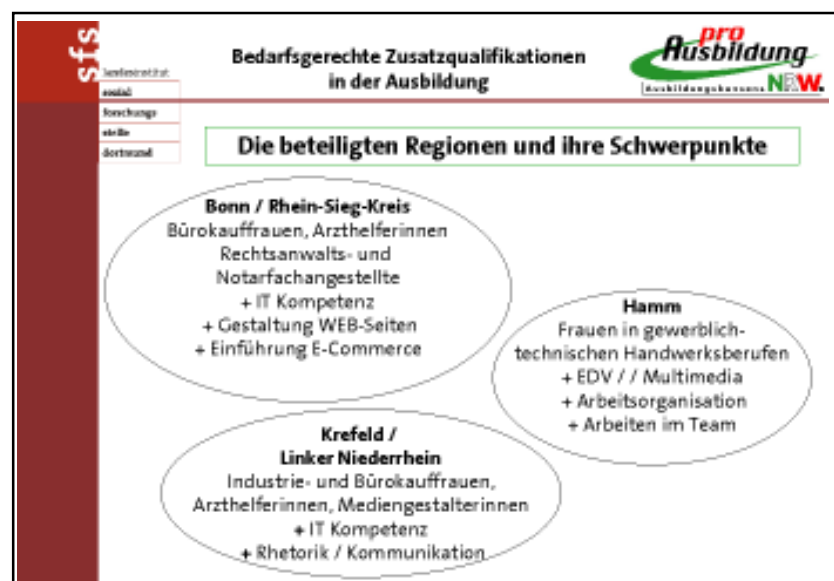 sfs
landesinstitut
sozial
forschungs
stelle
dortmund
Bedarfsgerechte Zusatzqualifikationen
in der Ausbildung
pro
Ausbildung
Ausbildungskonsens NRW.
Die beteiligten Regionen und ihre Schwerpunkte
Bonn / Rhein-Sieg-Kreis
Bürokauffrauen, Arzthelferinnen
Rechtsanwalts- und
Notarfachangestellte
+ IT Kompetenz
+ Gestaltung WEB-Seiten
+ Einführung E-Commerce
Hamm
Frauen in gewerblich-
technischen Handwerksberufen
+ EDV / / Multimedia
+ Arbeitsorganisation
+ Arbeiten im Team
Krefeld /
Linker Niederrhein
Industrie- und Bürokauffrauen,
Arzthelferinnen, Mediengestalterinnen
+ IT Kompetenz
+ Rhetorik / Kommunikation